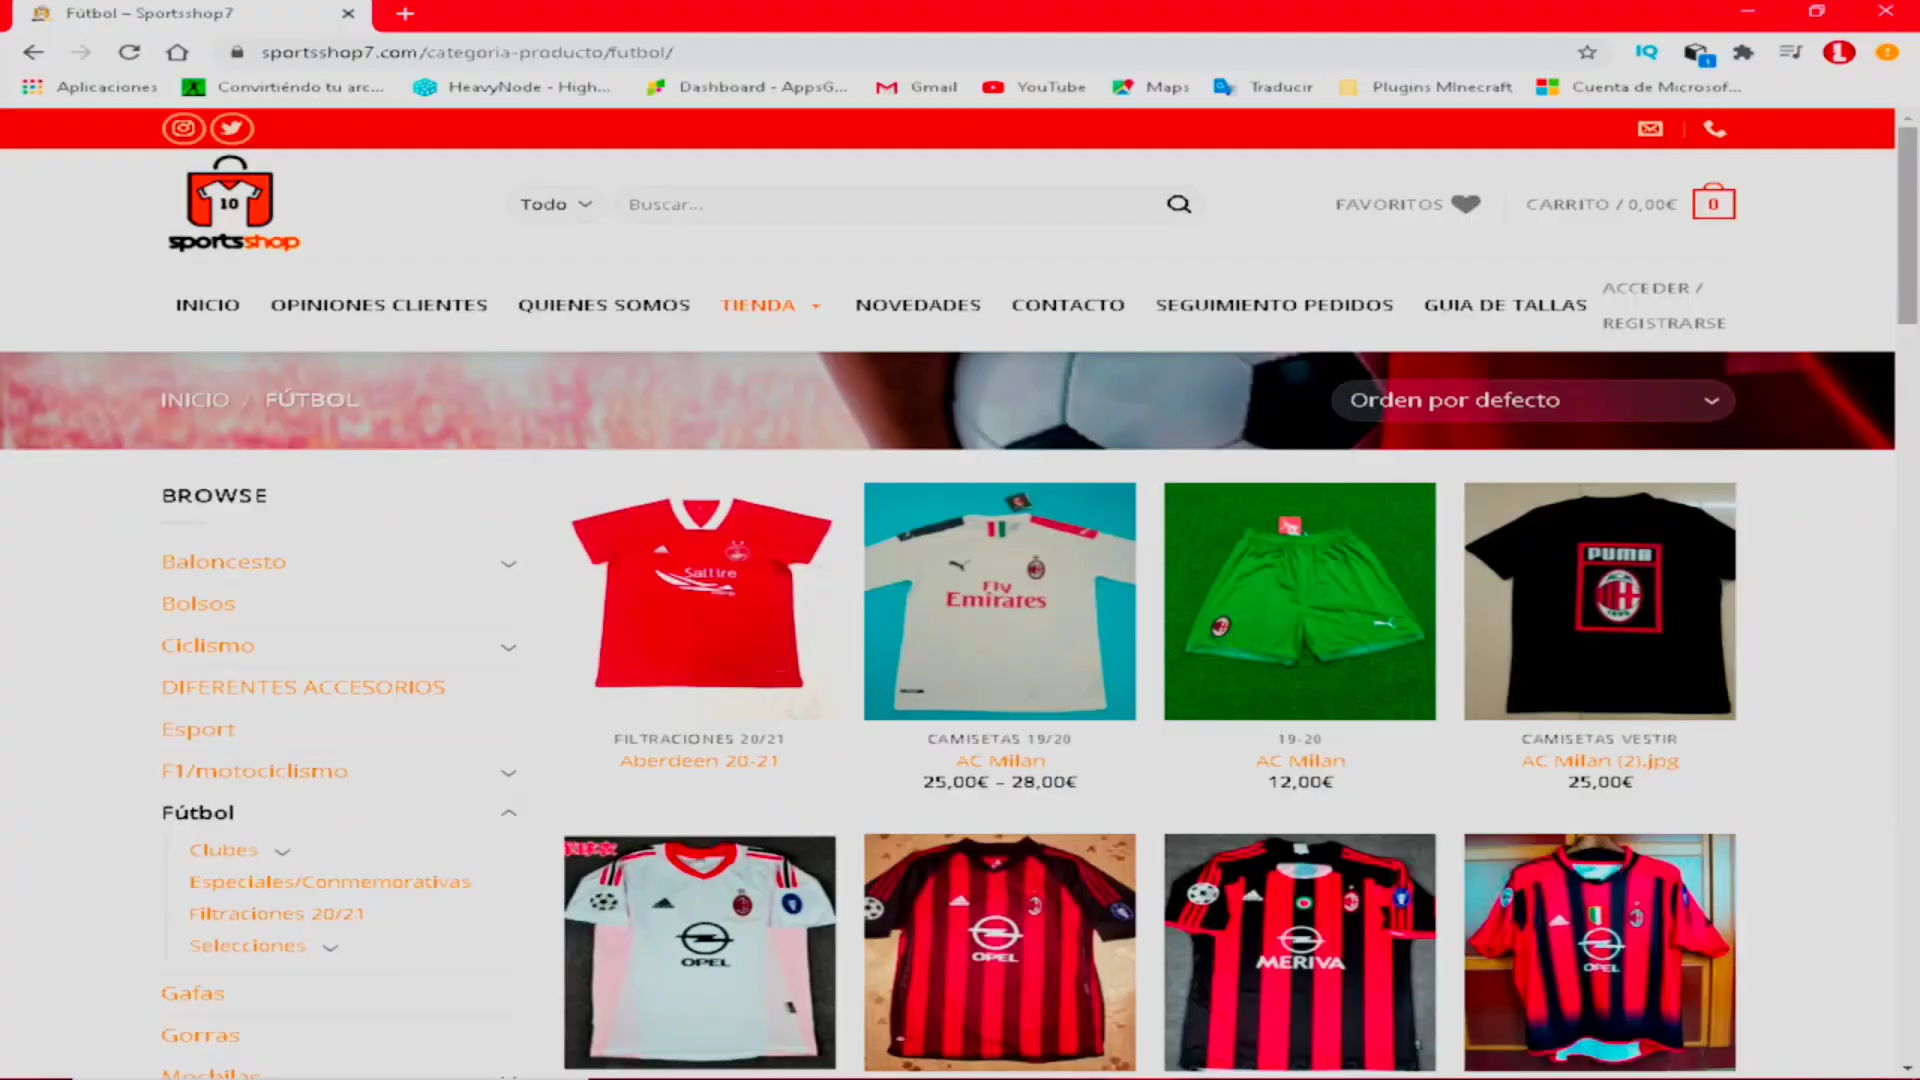 Fútbol – Sportsshop7
sportsshop7.com/categoria-producto/futbol/
Aplicaciones
Convirtiéndo tu arc...
HeavyNode - High...
Dashboard - AppsG...
Gmail
YouTube
Maps
Traducir
Plugins MInecraft
Cuenta de Microsof...
10
sportsshop
Todo
Buscar...
FAVORITOS
CARRITO / 0,00€
0
INICIO
OPINIONES CLIENTES
QUIENES SOMOS
TIENDA
NOVEDADES
CONTACTO
SEGUIMIENTO PEDIDOS
GUIA DE TALLAS
ACCEDER /
REGISTRARSE
INICIO / FÚTBOL
Orden por defecto
BROWSE
Baloncesto
Bolsos
Ciclismo
DIFERENTES ACCESORIOS
Esport
F1/motociclismo
Fútbol
Clubes
Especiales/Conmemorativas
Filtraciones 20/21
Selecciones
Gafas
Gorras
Mochilas
Saltire
FILTRACIONES 20/21
Aberdeen 20-21
Fly
Emirates
CAMISETAS 19/20
AC Milan
25,00€ – 28,00€
19-20
AC Milan
12,00€
PUMA
CAMISETAS VESTIR
AC Milan (2).jpg
25,00€
OPEL
OPEL
MERIVA
OPEL